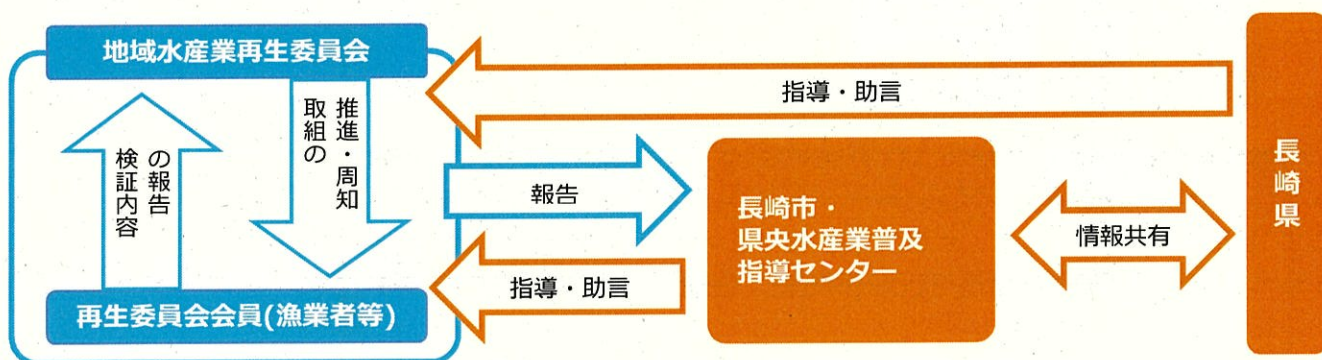 地域水産業再生委員会
検証内容
の報告
取組の
推進・周知
再生委員会会員(漁業者等)
指導・助言
報告
指導・助言
長崎市・
県央水産業普及
指導センター
情報共有
長崎県